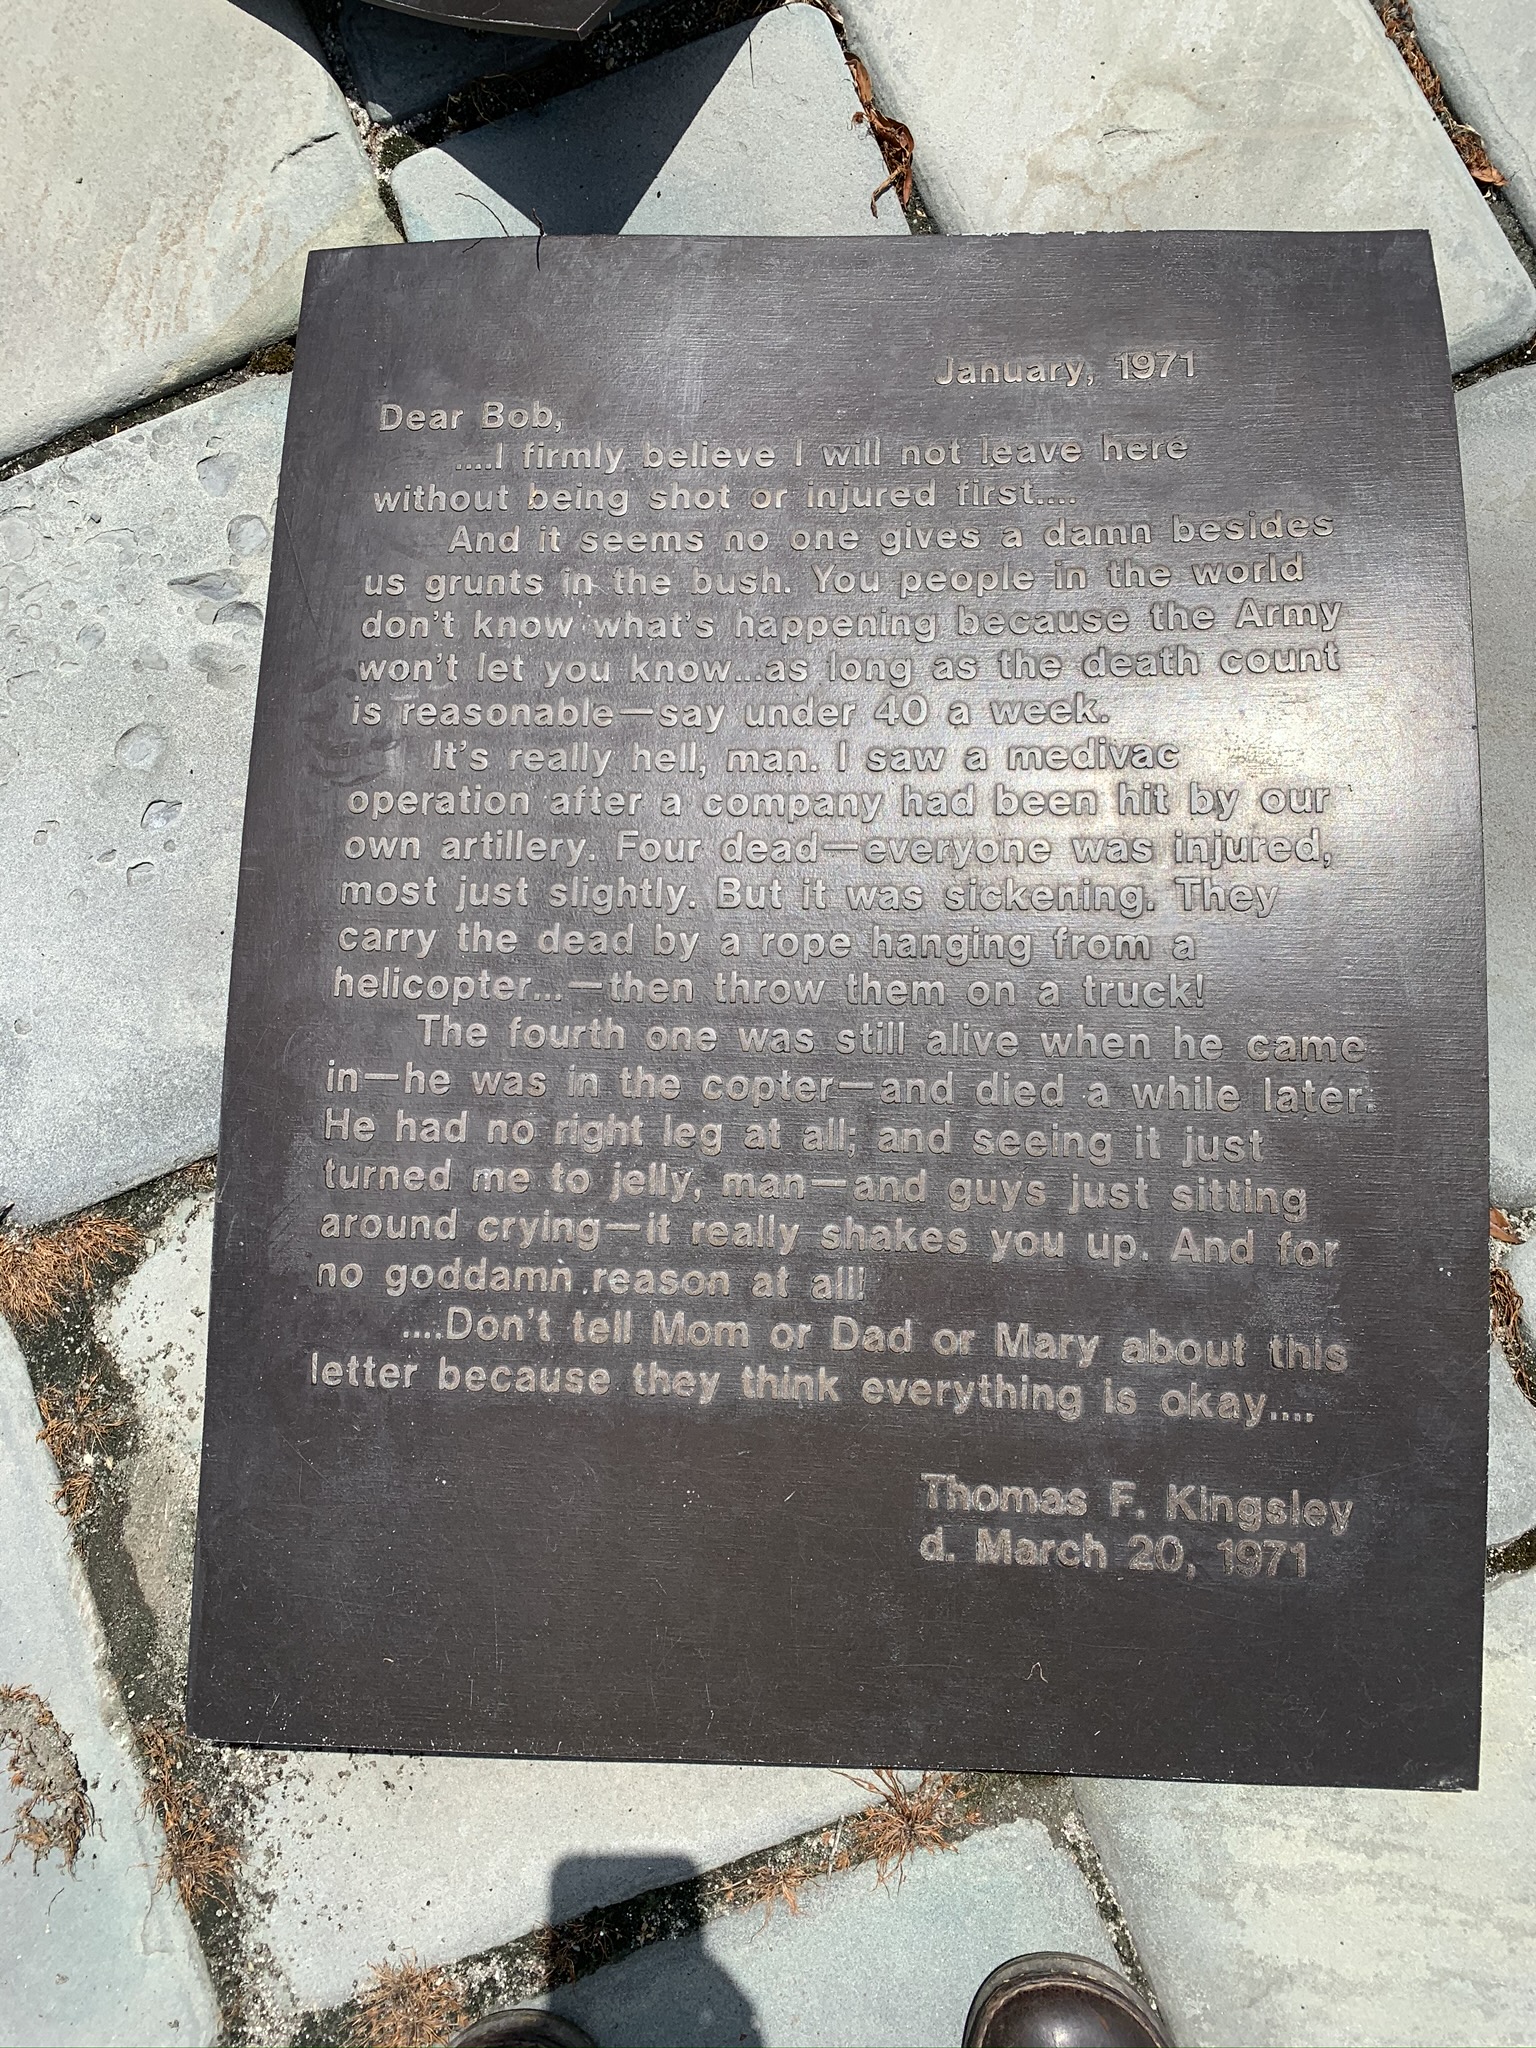 January, 1971
Dear Bob,
....I firmly believe I will not leave here
without being shot or injured first....
And it seems no one gives a damn besides
us grunts in the bush. You people in the world
don't know what's happening because the Army
won't let you know...as long as the death count
is reasonable—say under 40 a week.
It's really hell, man. I saw a medivac
operation after a company had been hit by our
own artillery. Four dead—everyone was injured,
most just slightly. But it was sickening. They
carry the dead by a rope hanging from a
helicopter...—then throw them on a truck!
The fourth one was still alive when he came
in—he was in the copter—and died a while later.
He had no right leg at all; and seeing it just
turned me to jelly, man—and guys just sitting
around crying—it really shakes you up. And for
no goddamn reason at all!
....Don't tell Mom or Dad or Mary about this
letter because they think everything is okay....
Thomas F. Kingsley
d. March 20, 1971